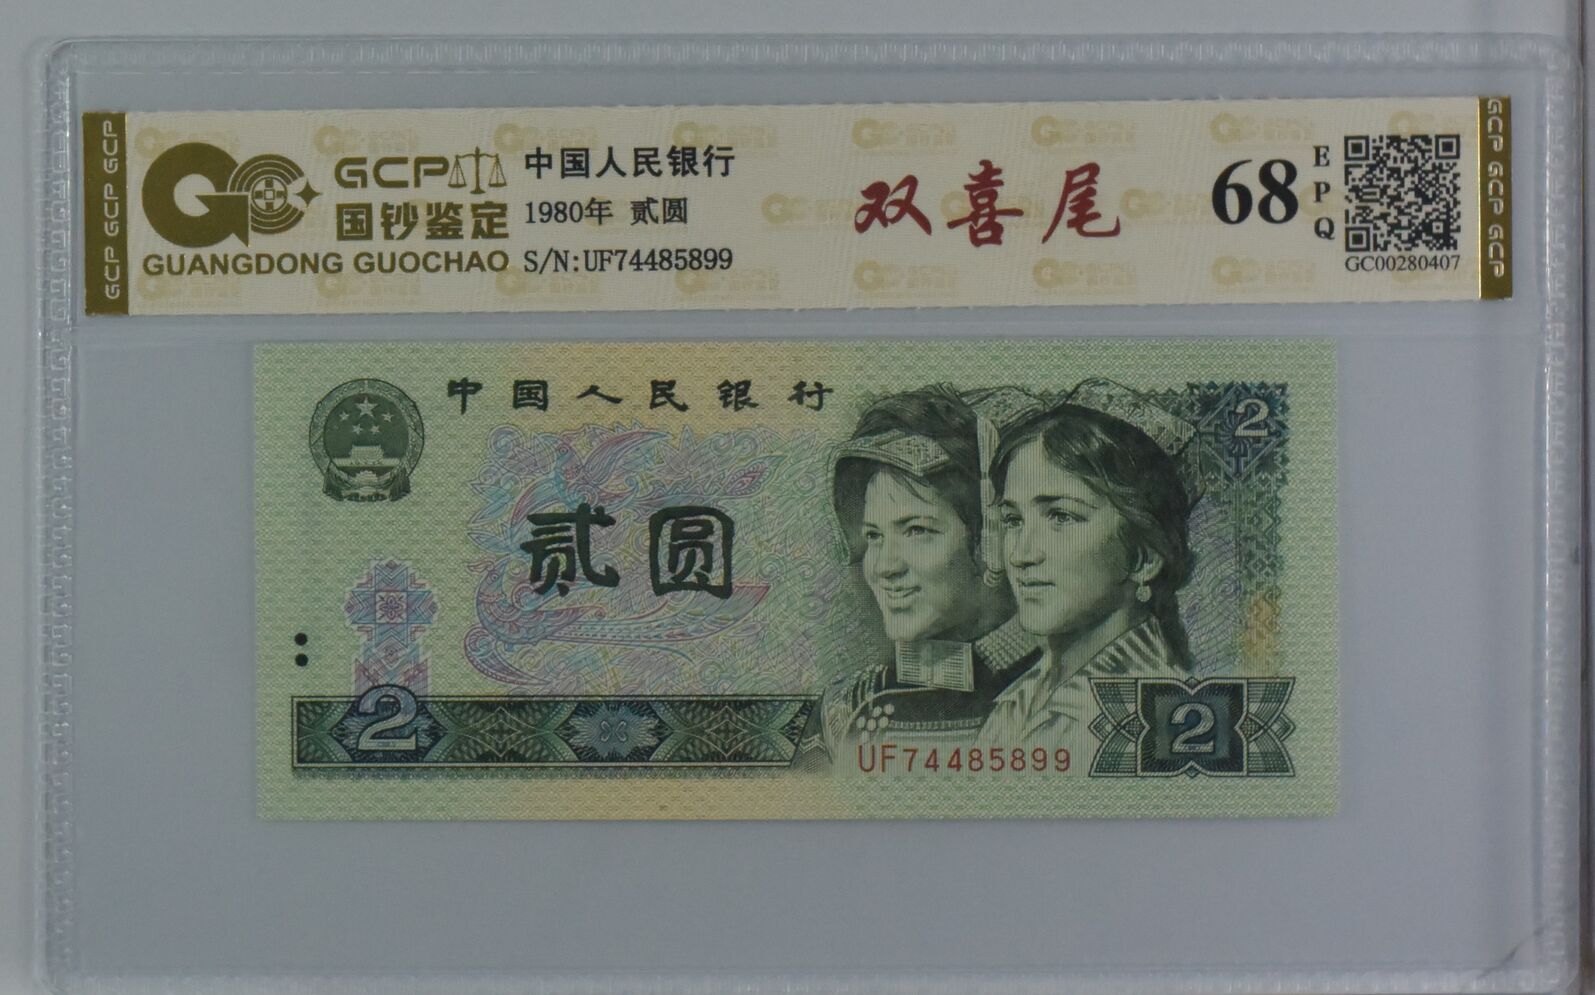 GCP GCP GCP
GCP
国钞鉴定
GUANGDONG GUOCHAO
中国人民银行
1980年 贰圆
S/N:UF74485899
双喜尾
68
EPQ
GC00280407
GCP GCP GCP
中国人民银行
2
贰圆
2
UF74485899
2